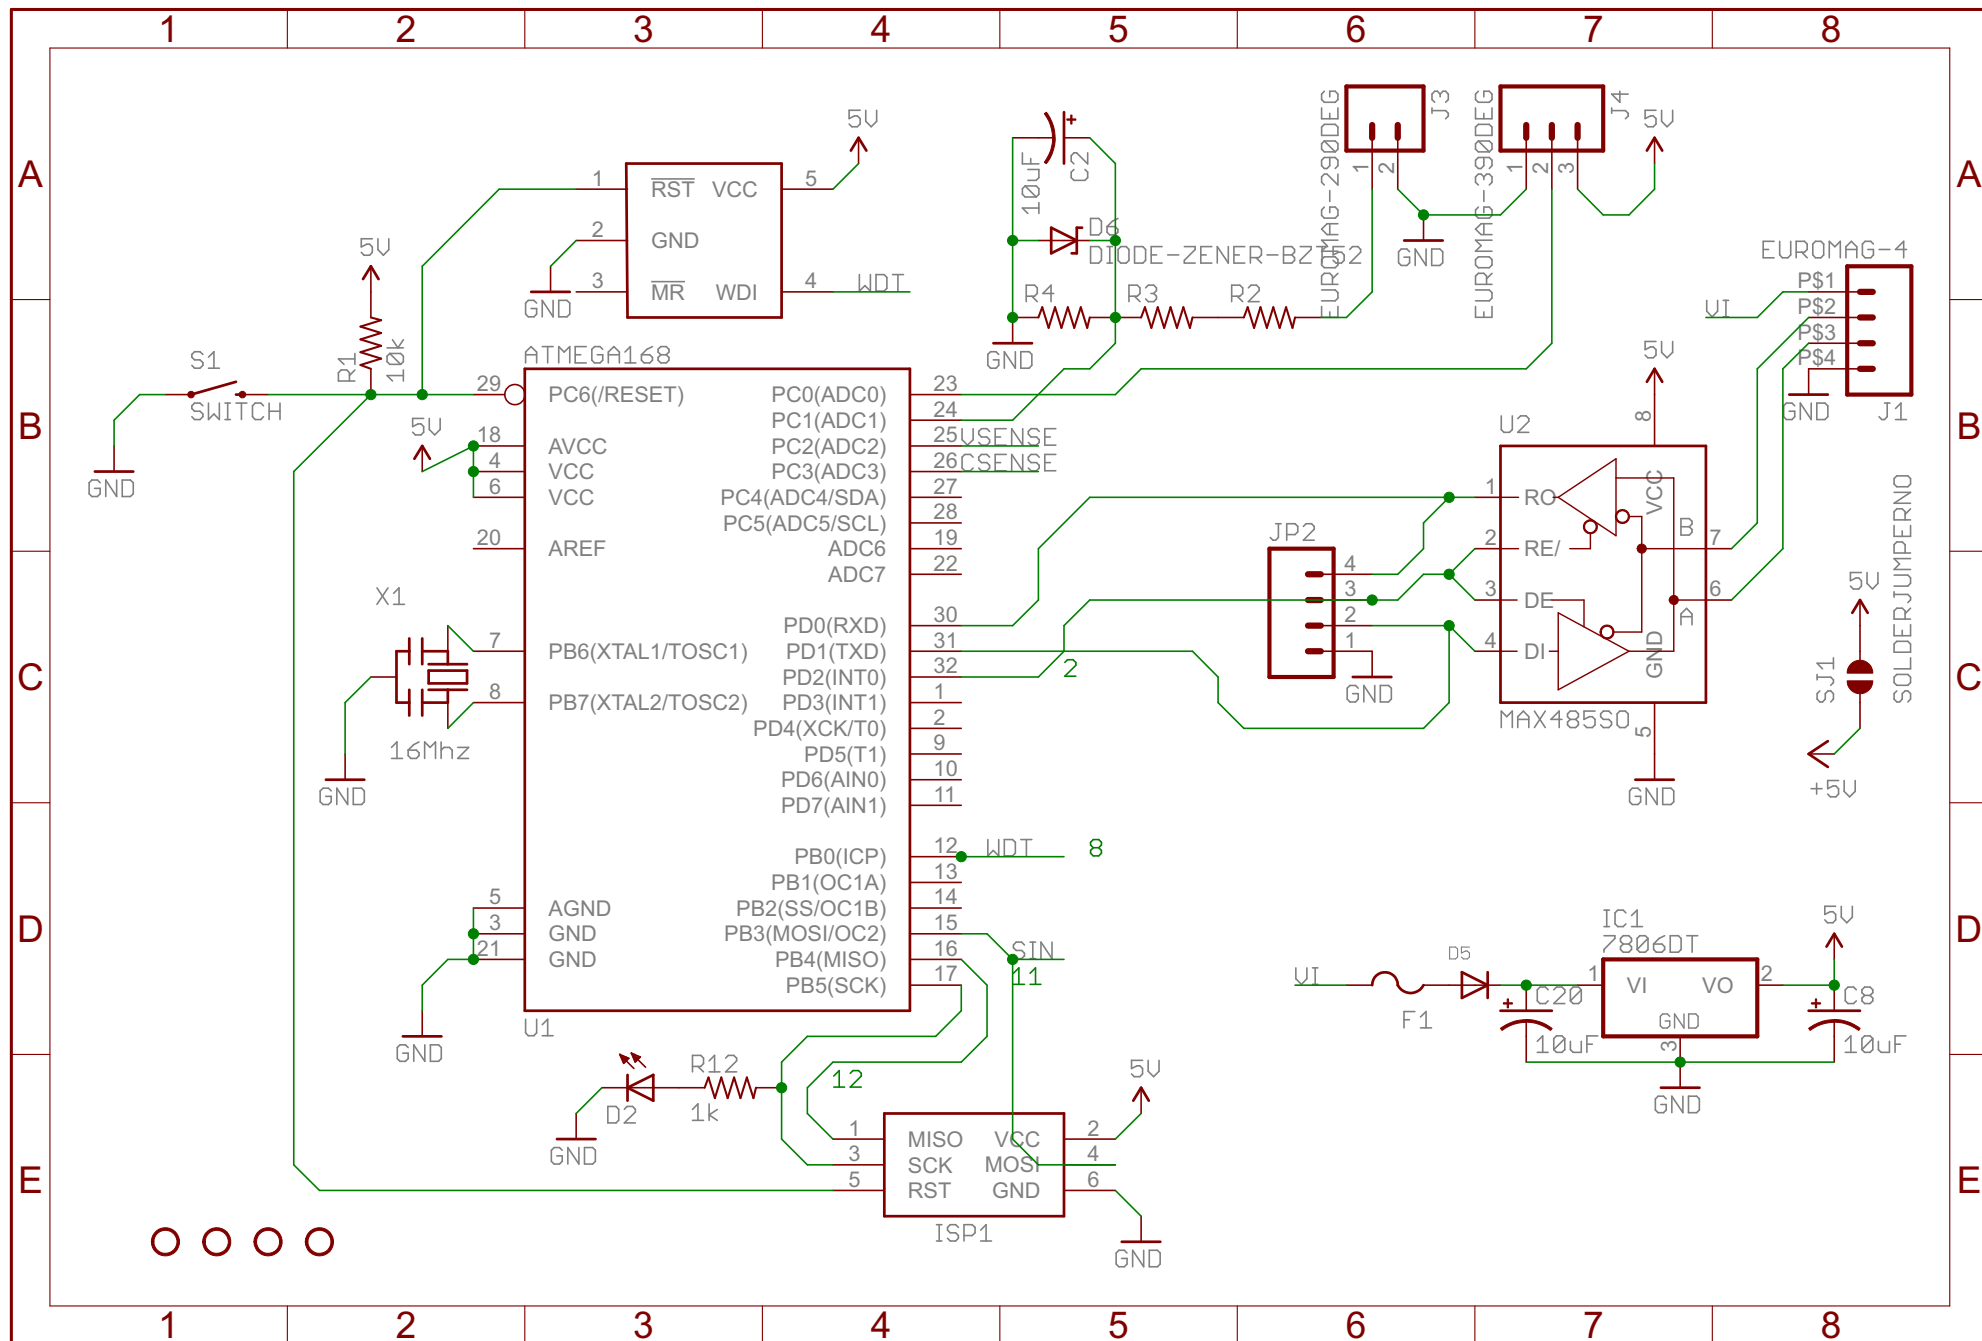 1 2 3 4 5 6 7 8
A A
B B
C C
D D
E E
5V
1 RST VCC 5
2 GND
3 MR WDI 4 WDT
GND
5V
R1
10k
S1
SWITCH
GND
5V
ATMEGA168
29 PC6(/RESET)
18 AVCC
4 VCC
6 VCC
20 AREF
7 PB6(XTAL1/TOSC1)
8 PB7(XTAL2/TOSC2)
5 AGND
3 GND
21 GND
PC0(ADC0) 23
PC1(ADC1) 24
PC2(ADC2) 25 VSENSE
PC3(ADC3) 26 CSENSE
PC4(ADC4/SDA) 27
PC5(ADC5/SCL) 28
ADC6 19
ADC7 22
PD0(RXD) 30
PD1(TXD) 31
PD2(INT0) 32
2
PD3(INT1) 1
PD4(XCK/T0) 2
PD5(T1) 9
PD6(AIN0) 10
PD7(AIN1) 11
PB0(ICP) 12 WDT 8
PB1(OC1A) 13
PB2(SS/OC1B) 14
PB3(MOSI/OC2) 15
PB4(MISO) 16
PB5(SCK) 17
SIN
11
U1
X1
16Mhz
GND
GND
10uF
C2
+
D6
DIODE-ZENER-BZT52
R4
R3
R2
GND
EUROMAG-290DEG
J3
1
2
GND
EUROMAG-390DEG
J4
1
2
3
5V
EUROMAG-4
P$1
P$2
P$3
P$4
VI
GND
J1
5V
8
U2
1 RO
2 RE/
3 DE
4 DI
VCC
GND
B 7
A 6
MAX485SO
5
GND
JP2
4
3
2
1
GND
5V
SJ1
SOLDERJUMPERNO
+5V
VI
F1
D5
IC1
7806DT
1 VI VO 2
GND
3
+
C20
10uF
5V
+
C8
10uF
GND
D2
R12
1k
GND
12
5V
1 MISO VCC 2
3 SCK MOSI 4
5 RST GND 6
ISP1
GND
1 2 3 4 5 6 7 8